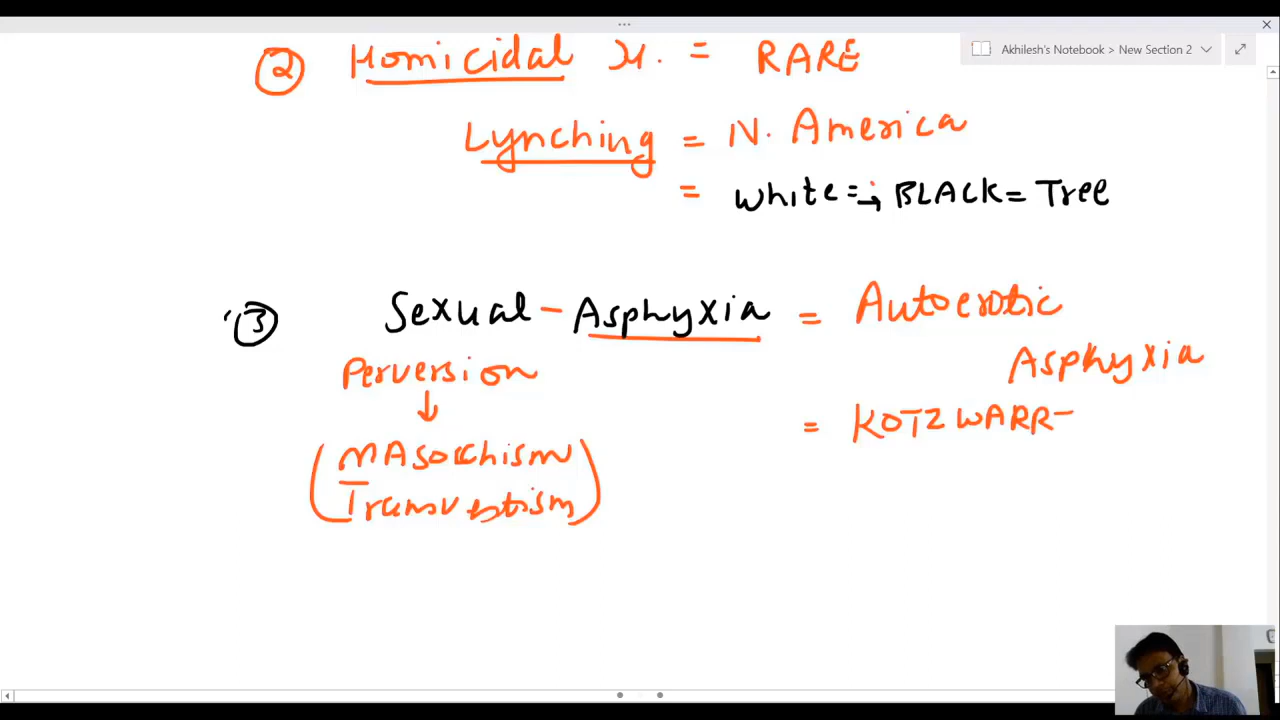 Akhilesh's Notebook > New Section 2
② Homicidal H. = RARE
Lynching = N. America
= White => BLACK = Tree
③ Sexual - Asphyxia = Autoerotic
Asphyxia
Perversion
↓
= KOTZWARR-
(MAsochism
Transvestism)